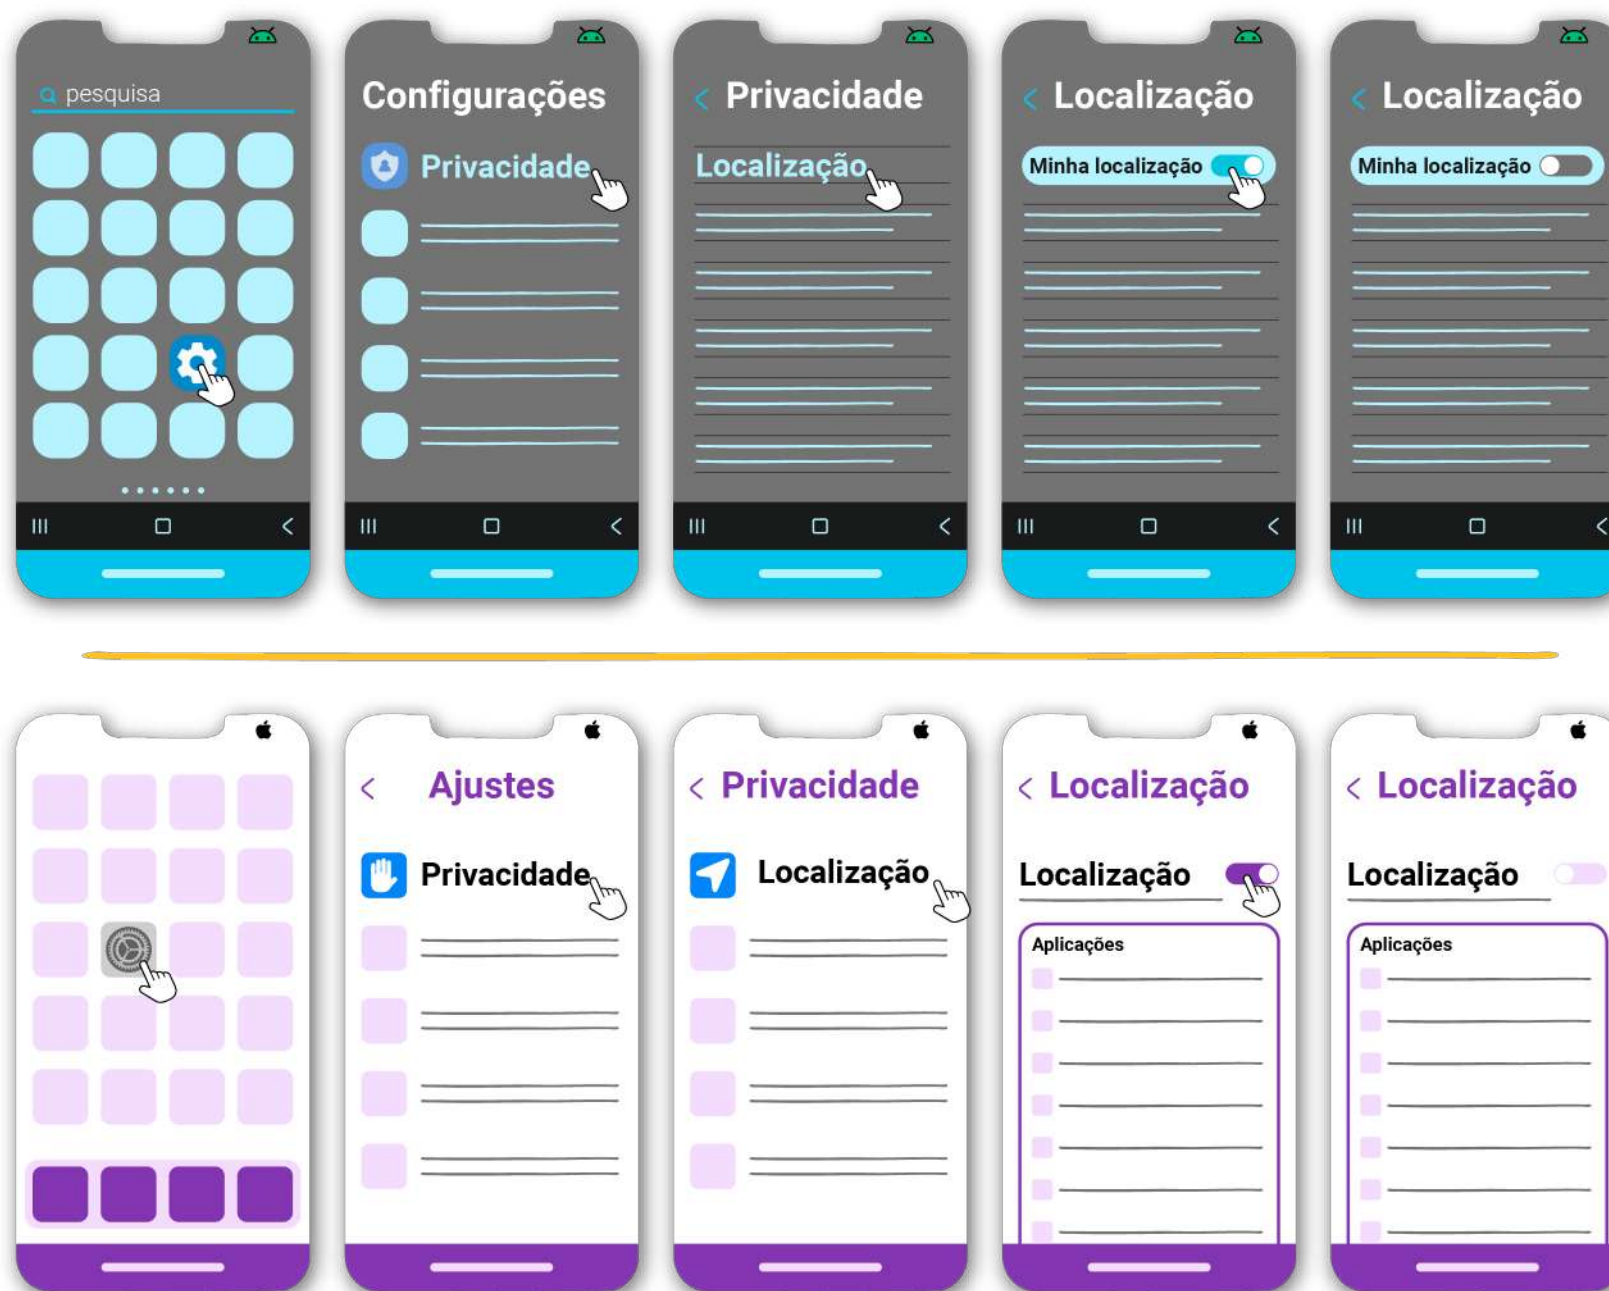 pesquisa
Configurações
Privacidade
Privacidade
Localização
Localização
Minha localização
Localização
Minha localização
Ajustes
Privacidade
Privacidade
Localização
Localização
Localização
Aplicações
Localização
Localização
Aplicações